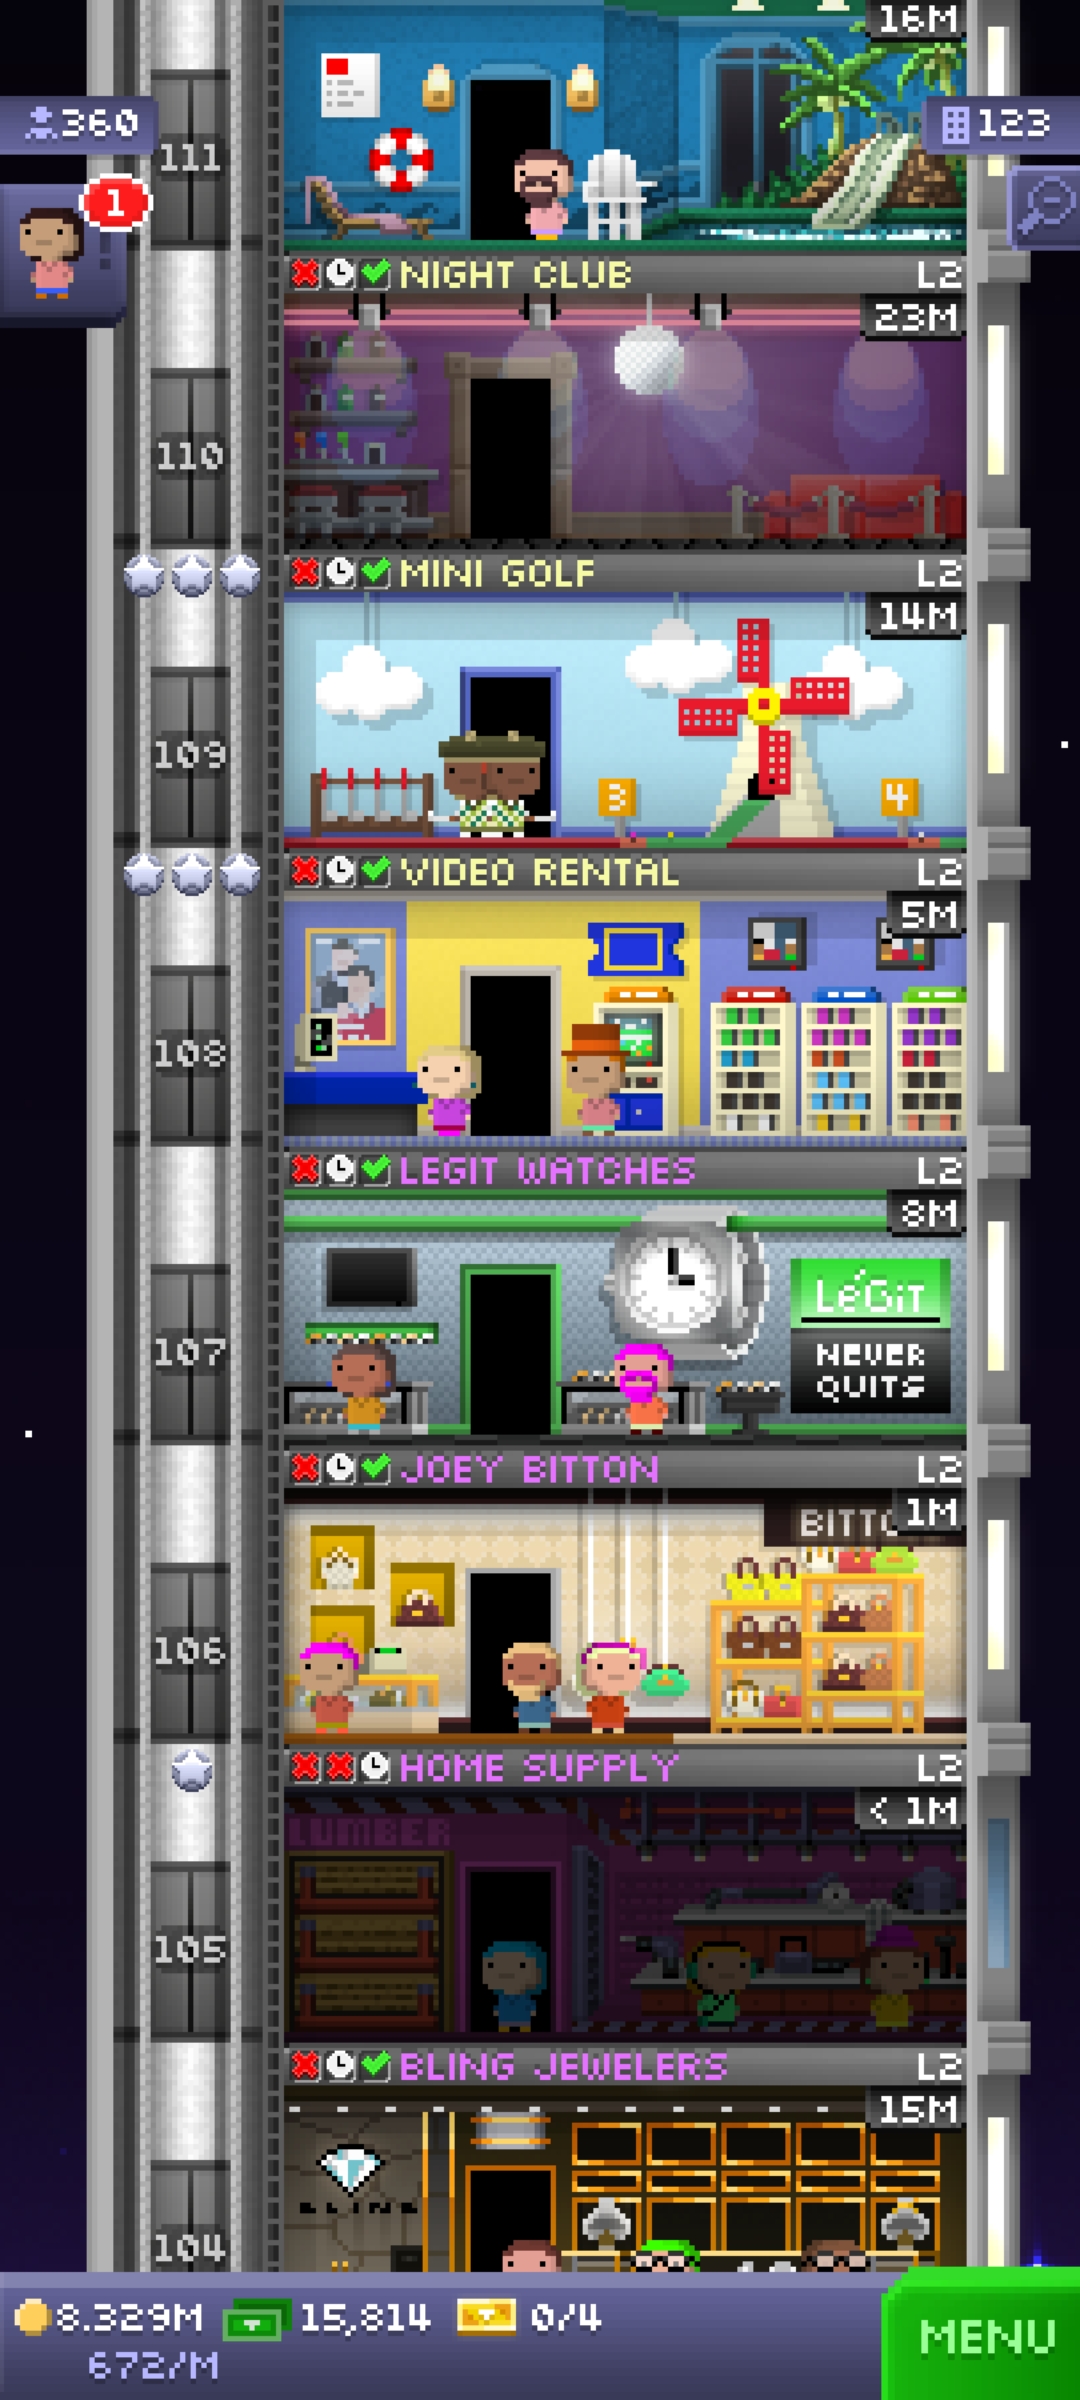 16M
360
123
111
1
NIGHT CLUB L2
23M
110
MINI GOLF L2
14M
109
3
4
VIDEO RENTAL L2
5M
108
LEGIT WATCHES L2
8M
LéGiT
NEVER
QUITS
107
JOEY BITTON L2
1M
BITTO
106
HOME SUPPLY L2
< 1M
LUMBER
105
BLING JEWELERS L2
15M
BLING
104
8.329M 15,814 0/4
672/M
MENU